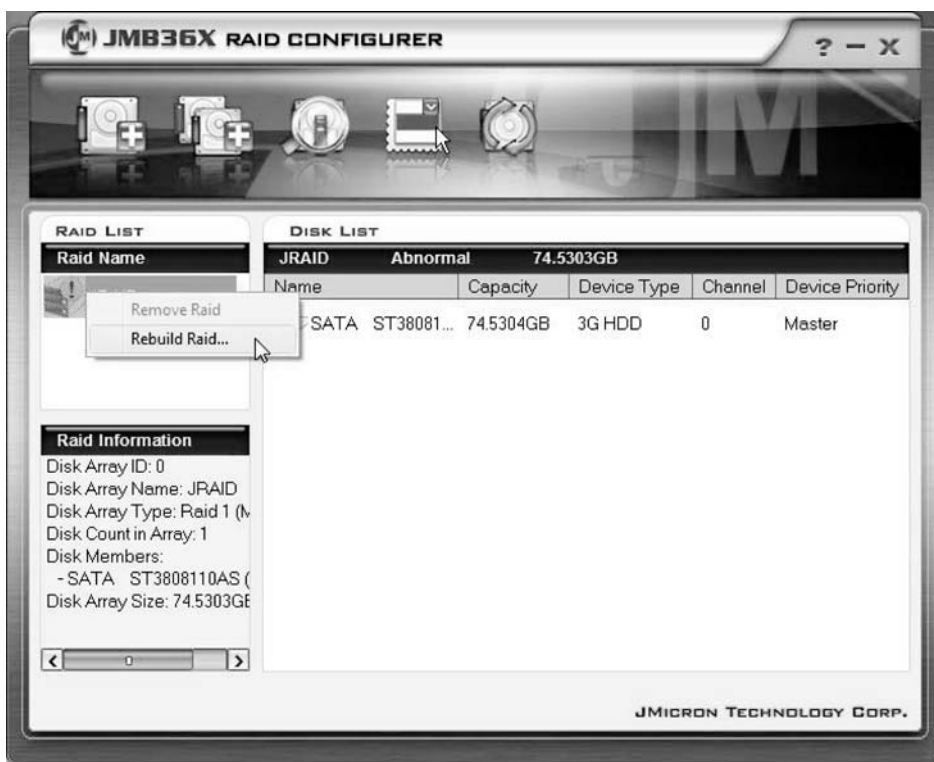 JMB36X RAID CONFIGURER
? – X
JM
RAID LIST
Raid Name
Remove Raid
Rebuild Raid...
Raid Information
Disk Array ID: 0
Disk Array Name: JRAID
Disk Array Type: Raid 1 (M
Disk Count in Array: 1
Disk Members:
- SATA ST3808110AS (
Disk Array Size: 74.5303GB
DISK LIST
JRAID Abnormal 74.5303GB
Name Capacity Device Type Channel Device Priority
SATA ST38081... 74.5304GB 3G HDD 0 Master
JMICRON TECHNOLOGY CORP.